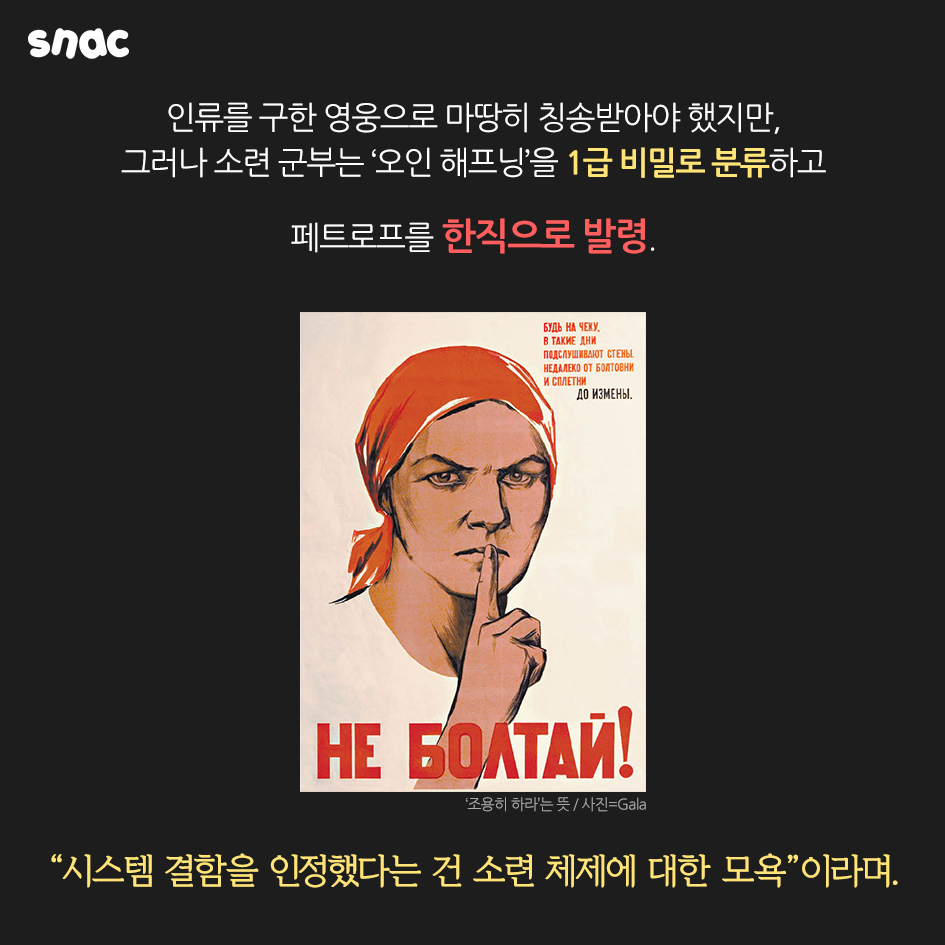 snac
인류를 구한 영웅으로 마땅히 칭송받아야 했지만,
그러나 소련 군부는 ‘오인 해프닝’을 1급 비밀로 분류하고
페트로프를 한직으로 발령.
БУДЬ НА ЧЕКУ,
В ТАКИЕ ДНИ
ПОДСЛУШИВАЮТ СТЕНЫ.
НЕДАЛЕКО ОТ БОЛТОВНИ
И СПЛЕТНИ
ДО ИЗМЕНЫ.
НЕ БОЛТАЙ!
‘조용히 하라’는 뜻 / 사진=Gala
“시스템 결함을 인정했다는 건 소련 체제에 대한 모욕”이라며.